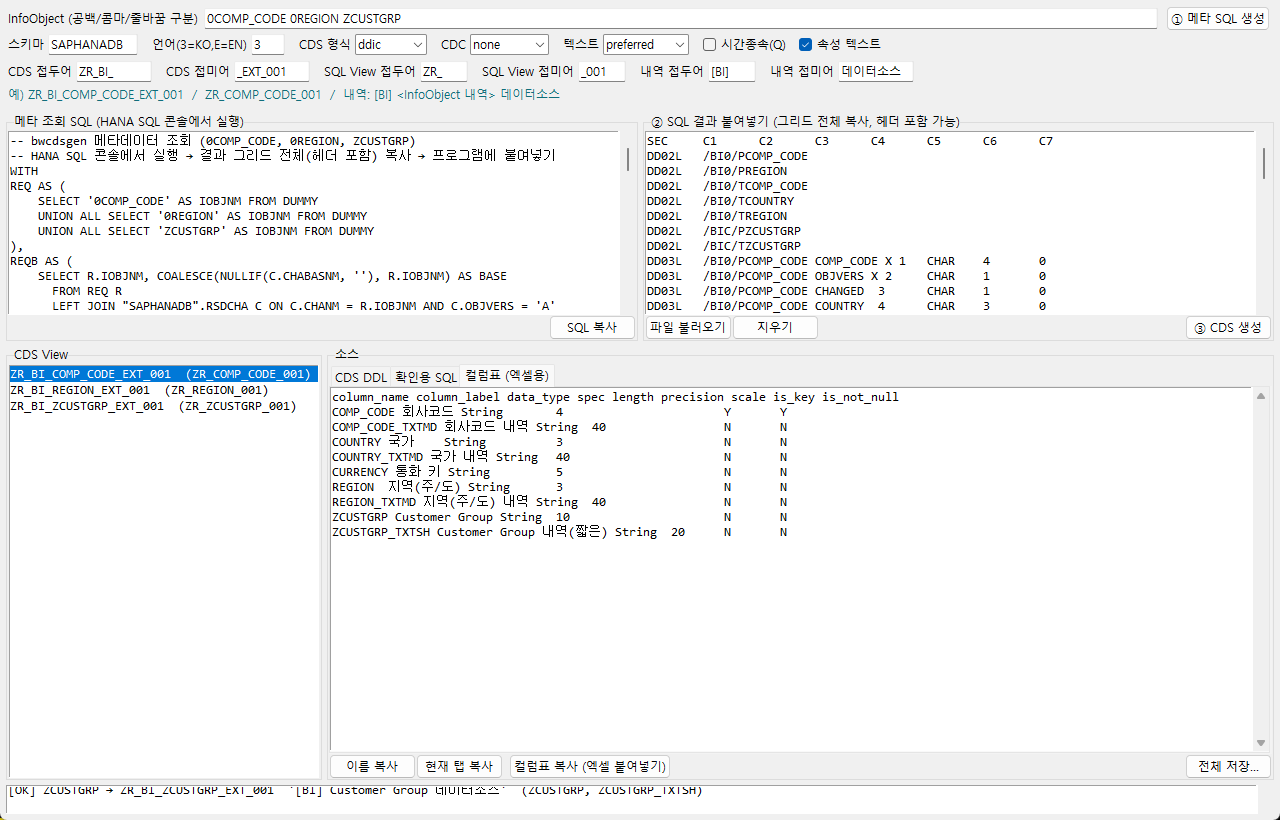 InfoObject (공백/콤마/줄바꿈 구분) 0COMP_CODE 0REGION ZCUSTGRP ① 메타 SQL 생성
스키마 SAPHANADB 언어(3=KO,E=EN) 3 CDS 형식 ddic CDC none 텍스트 preferred 시간종속(Q) 속성 텍스트
CDS 접두어 ZR_BI_ CDS 접미어 _EXT_001 SQL View 접두어 ZR_ SQL View 접미어 _001 내역 접두어 [BI] 내역 접미어 데이터소스
예) ZR_BI_COMP_CODE_EXT_001 / ZR_COMP_CODE_001 / 내역: [BI] <InfoObject 내역> 데이터소스
메타 조회 SQL (HANA SQL 콘솔에서 실행)
-- bwcdsgen 메타데이터 조회 (0COMP_CODE, 0REGION, ZCUSTGRP)
-- HANA SQL 콘솔에서 실행 → 결과 그리드 전체(헤더 포함) 복사 → 프로그램에 붙여넣기
WITH
REQ AS (
SELECT '0COMP_CODE' AS IOBJNM FROM DUMMY
UNION ALL SELECT '0REGION' AS IOBJNM FROM DUMMY
UNION ALL SELECT 'ZCUSTGRP' AS IOBJNM FROM DUMMY
),
REQB AS (
SELECT R.IOBJNM, COALESCE(NULLIF(C.CHABASNM, ''), R.IOBJNM) AS BASE
FROM REQ R
LEFT JOIN "SAPHANADB".RSDCHA C ON C.CHANM = R.IOBJNM AND C.OBJVERS = 'A'
SQL 복사
② SQL 결과 붙여넣기 (그리드 전체 복사, 헤더 포함 가능)
SEC C1 C2 C3 C4 C5 C6 C7
DD02L /BI0/PCOMP_CODE
DD02L /BI0/PREGION
DD02L /BI0/TCOMP_CODE
DD02L /BI0/TCOUNTRY
DD02L /BI0/TREGION
DD02L /BIC/PZCUSTGRP
DD02L /BIC/TZCUSTGRP
DD03L /BI0/PCOMP_CODE COMP_CODE X 1 CHAR 4 0
DD03L /BI0/PCOMP_CODE OBJVERS X 2 CHAR 1 0
DD03L /BI0/PCOMP_CODE CHANGED 3 CHAR 1 0
DD03L /BI0/PCOMP_CODE COUNTRY 4 CHAR 3 0
파일 불러오기 지우기 ③ CDS 생성
CDS View
ZR_BI_COMP_CODE_EXT_001 (ZR_COMP_CODE_001)
ZR_BI_REGION_EXT_001 (ZR_REGION_001)
ZR_BI_ZCUSTGRP_EXT_001 (ZR_ZCUSTGRP_001)
소스
CDS DDL 확인용 SQL 컬럼표 (엑셀용)
column_name column_label data_type spec length precision scale is_key is_not_null
COMP_CODE 회사코드 String 4 Y Y
COMP_CODE_TXTMD 회사코드 내역 String 40 N N
COUNTRY 국가 String 3 N N
COUNTRY_TXTMD 국가 내역 String 40 N N
CURRENCY 통화 키 String 5 N N
REGION 지역(주/도) String 3 N N
REGION_TXTMD 지역(주/도) 내역 String 40 N N
ZCUSTGRP Customer Group String 10 N N
ZCUSTGRP_TXTSH Customer Group 내역(짧은) String 20 N N
이름 복사 현재 탭 복사 컬럼표 복사 (엑셀 붙여넣기) 전체 저장...
[OK] ZCUSTGRP → ZR_BI_ZCUSTGRP_EXT_001 '[BI] Customer Group 데이터소스' (ZCUSTGRP, ZCUSTGRP_TXTSH)